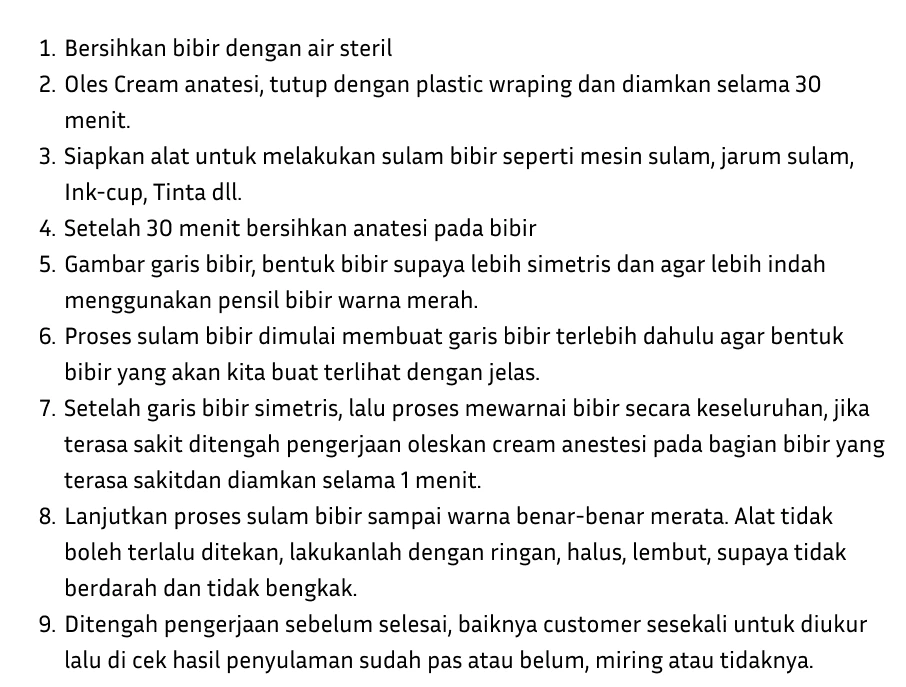 1. Bersihkan bibir dengan air steril
2. Oles Cream anatesi, tutup dengan plastic wraping dan diamkan selama 30
menit.
3. Siapkan alat untuk melakukan sulam bibir seperti mesin sulam, jarum sulam,
Ink-cup, Tinta dll.
4. Setelah 30 menit bersihkan anatesi pada bibir
5. Gambar garis bibir, bentuk bibir supaya lebih simetris dan agar lebih indah
menggunakan pensil bibir warna merah.
6. Proses sulam bibir dimulai membuat garis bibir terlebih dahulu agar bentuk
bibir yang akan kita buat terlihat dengan jelas.
7. Setelah garis bibir simetris, lalu proses mewarnai bibir secara keseluruhan, jika
terasa sakit ditengah pengerjaan oleskan cream anestesi pada bagian bibir yang
terasa sakitdan diamkan selama 1 menit.
8. Lanjutkan proses sulam bibir sampai warna benar-benar merata. Alat tidak
boleh terlalu ditekan, lakukanlah dengan ringan, halus, lembut, supaya tidak
berdarah dan tidak bengkak.
9. Ditengah pengerjaan sebelum selesai, baiknya customer sesekali untuk diukur
lalu di cek hasil penyulaman sudah pas atau belum, miring atau tidaknya.